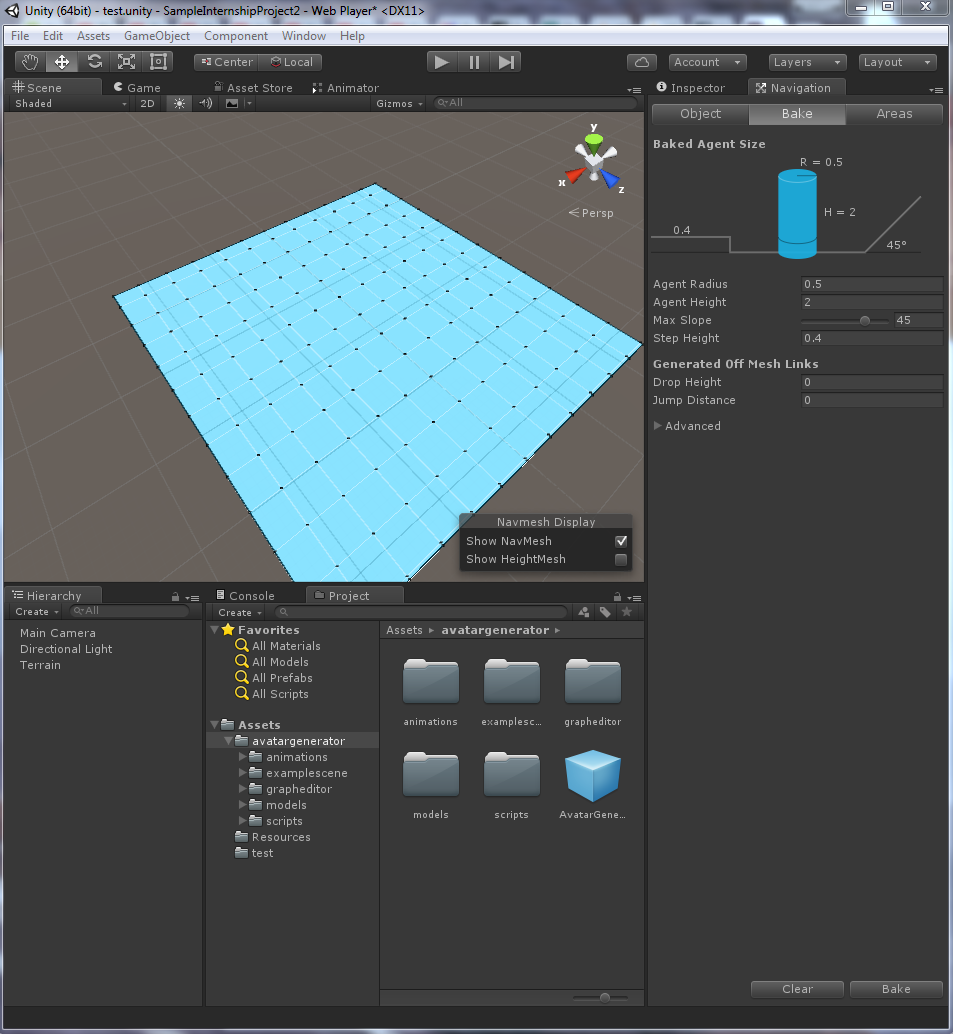 Unity (64bit) - test.unity - SampleInternshipProject2 - Web Player* <DX11>
File Edit Assets GameObject Component Window Help
Center Local Account Layers Layout
Scene Game Asset Store Animator
Shaded 2D Gizmos All
y
x
z
Persp
Navmesh Display
Show NavMesh
Show HeightMesh
Inspector Navigation
Object Bake Areas
Baked Agent Size
R = 0.5
H = 2
0.4
45°
Agent Radius 0.5
Agent Height 2
Max Slope 45
Step Height 0.4
Generated Off Mesh Links
Drop Height 0
Jump Distance 0
Advanced
Clear Bake
Hierarchy
Create All
Main Camera
Directional Light
Terrain
Console Project
Create
Favorites
All Materials
All Models
All Prefabs
All Scripts
Assets
avatargenerator
animations
examplescene
grapheditor
models
scripts
Resources
test
Assets avatargenerator
animations examplesc... grapheditor
models scripts AvatarGene...